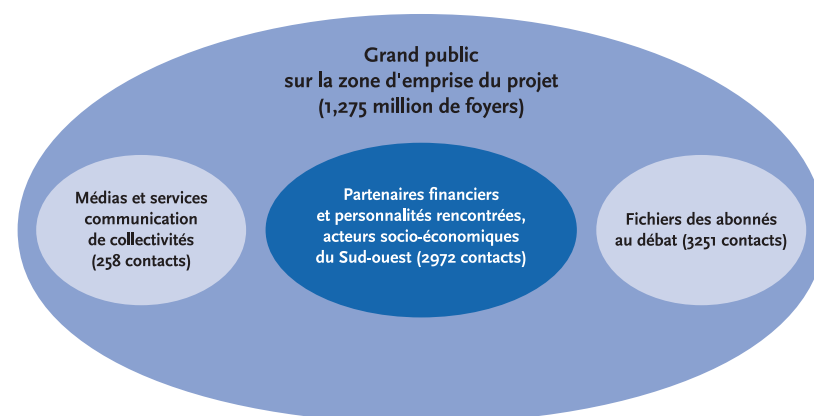 Grand public
sur la zone d'emprise du projet
(1,275 million de foyers)
Médias et services
communication
de collectivités
(258 contacts)
Partenaires financiers
et personnalités rencontrées,
acteurs socio-économiques
du Sud-ouest (2972 contacts)
Fichiers des abonnés
au débat (3251 contacts)